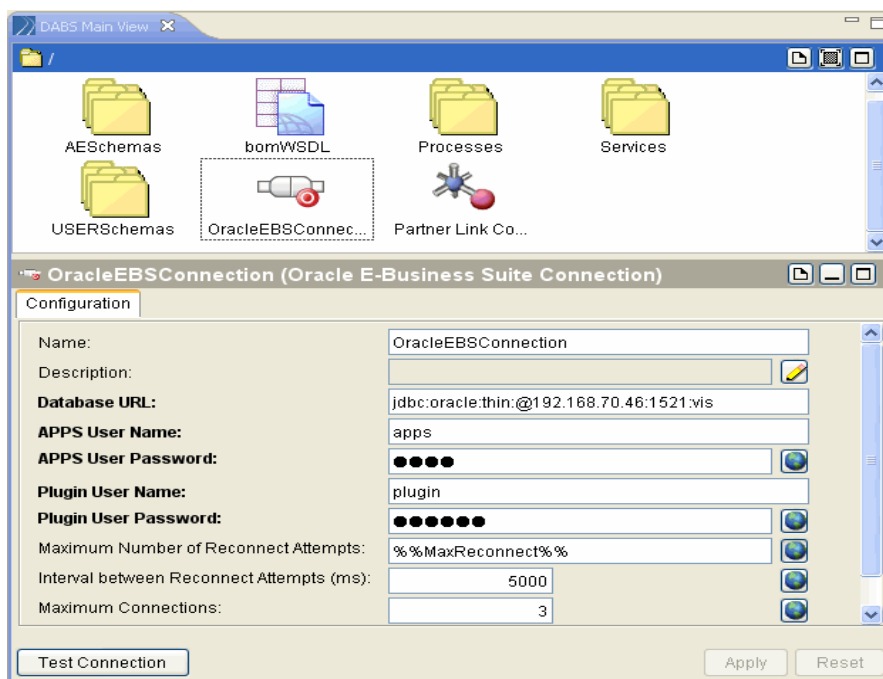 DABS Main View
/
AESchemas bomWSDL Processes Services
USERSchemas OracleEBSConnec... Partner Link Co...
OracleEBSConnection (Oracle E-Business Suite Connection)
Configuration
Name: OracleEBSConnection
Description:
Database URL: jdbc:oracle:thin:@192.168.70.46:1521:vis
APPS User Name: apps
APPS User Password: ●●●●
Plugin User Name: plugin
Plugin User Password: ●●●●●●
Maximum Number of Reconnect Attempts: %%MaxReconnect%%
Interval between Reconnect Attempts (ms): 5000
Maximum Connections: 3
Test Connection Apply Reset